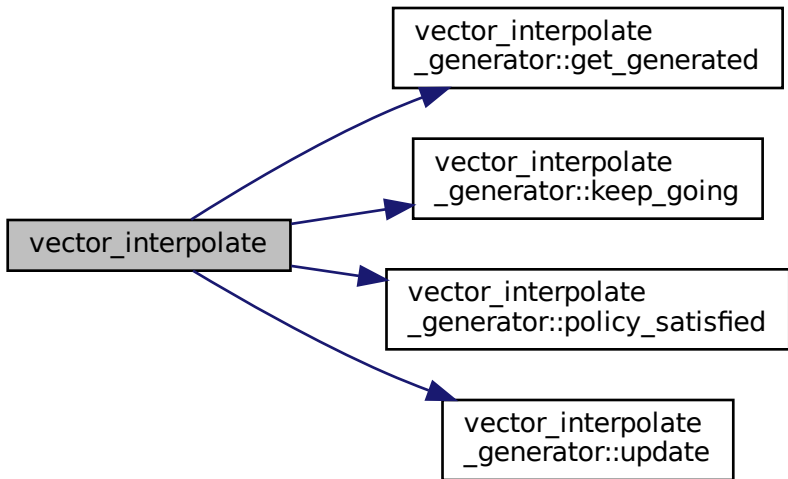 vector_interpolate
_generator::get_generated
vector_interpolate
_generator::keep_going
vector_interpolate
vector_interpolate
_generator::policy_satisfied
vector_interpolate
_generator::update